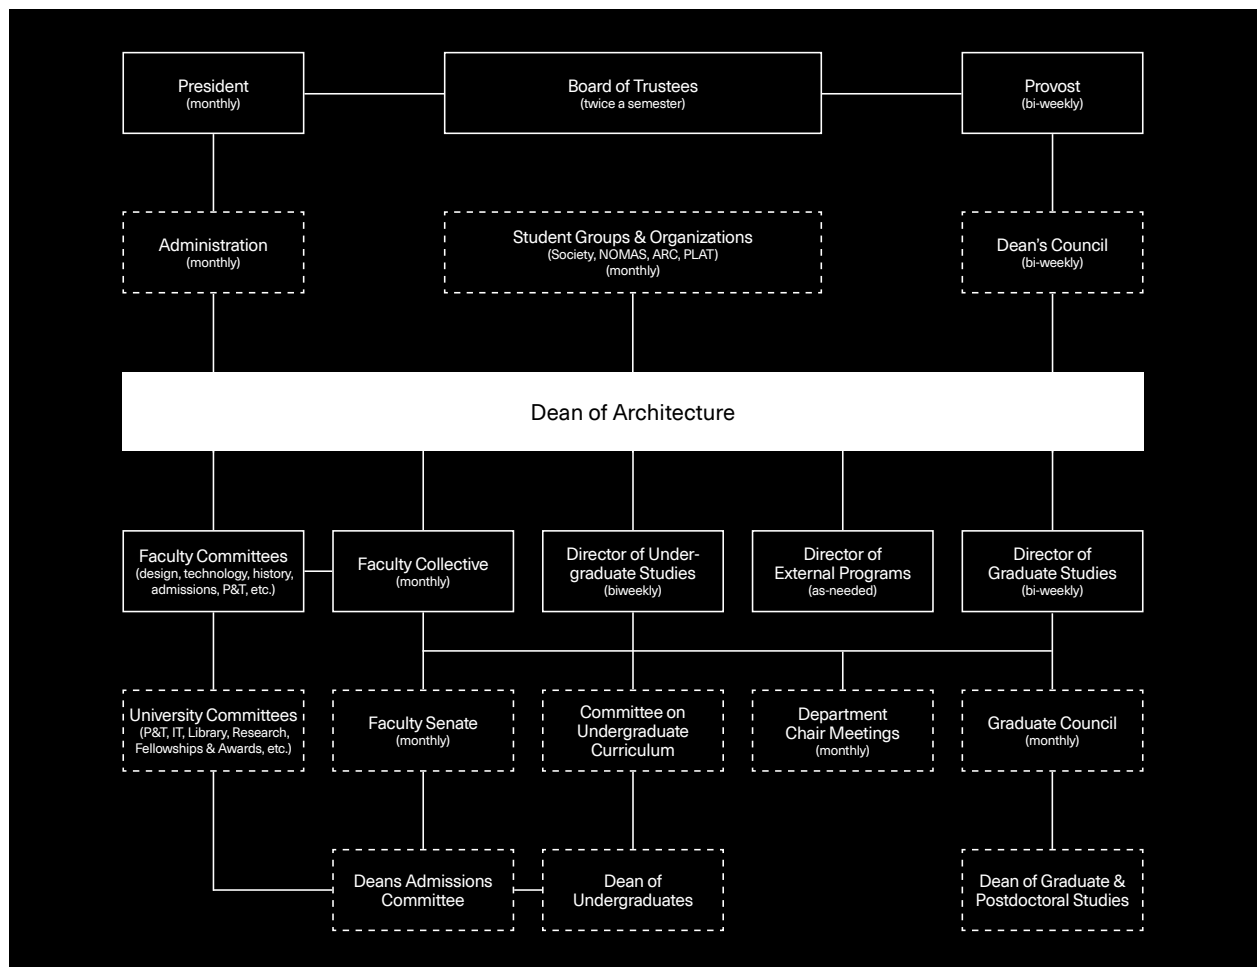 President
(monthly)
Board of Trustees
(twice a semester)
Provost
(bi-weekly)
Administration
(monthly)
Student Groups & Organizations
(Society, NOMAS, ARC, PLAT)
(monthly)
Dean’s Council
(bi-weekly)
Dean of Architecture
Faculty Committees
(design, technology, history,
admissions, P&T, etc.)
Faculty Collective
(monthly)
Director of Under-
graduate Studies
(biweekly)
Director of
External Programs
(as-needed)
Director of
Graduate Studies
(bi-weekly)
University Committees
(P&T, IT, Library, Research,
Fellowships & Awards, etc.)
Faculty Senate
(monthly)
Committee on
Undergraduate
Curriculum
Department
Chair Meetings
(monthly)
Graduate Council
(monthly)
Deans Admissions
Committee
Dean of
Undergraduates
Dean of Graduate &
Postdoctoral Studies